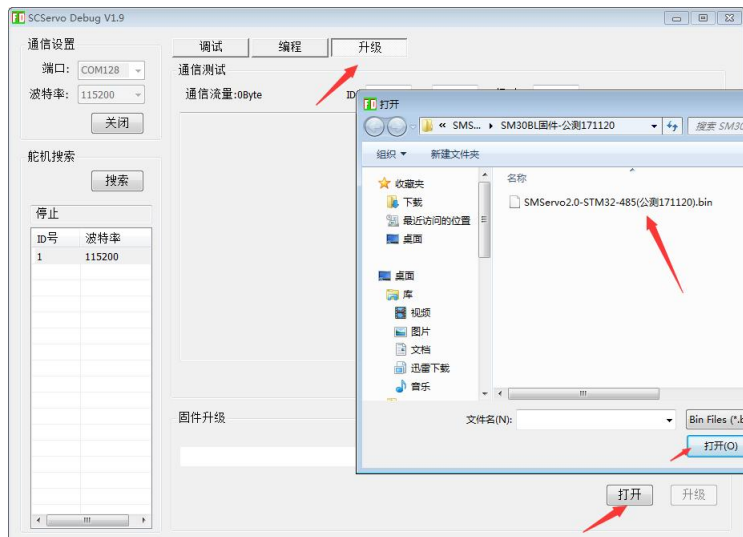 SCServo Debug V1.9
通信设置
端口: COM128
波特率: 115200
关闭
舵机搜索
搜索
停止
ID号 波特率
1 115200
调试 编程 升级
通信测试
通信流量:0Byte
ID
固件升级
打开 升级
打开
« SMS... SM30BL固件-公测171120
搜索 SM30
组织 新建文件夹
收藏夹
下载
最近访问的位置
桌面
桌面
库
视频
图片
文档
迅雷下载
音乐
名称
SMServo2.0-STM32-485(公测171120).bin
文件名(N):
Bin Files (*.b
打开(O)